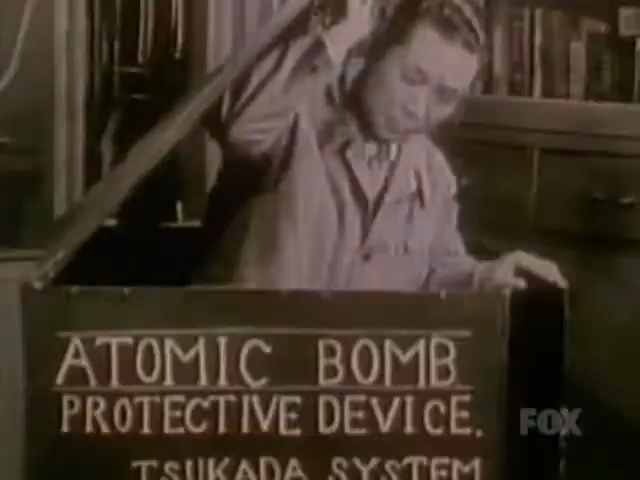 ATOMIC BOMB
PROTECTIVE DEVICE.
TSUKADA SYSTEM
FOX